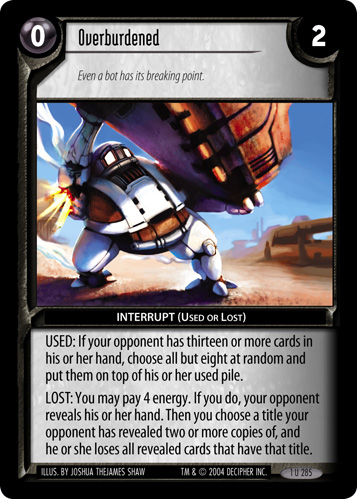 0 Overburdened 2
Even a bot has its breaking point.
INTERRUPT (USED OR LOST)
USED: If your opponent has thirteen or more cards in
his or her hand, choose all but eight at random and
put them on top of his or her used pile.
LOST: You may pay 4 energy. If you do, your opponent
reveals his or her hand. Then you choose a title your
opponent has revealed two or more copies of, and
he or she loses all revealed cards that have that title.
ILLUS. BY JOSHUA THEJAMES SHAW TM & © 2004 DECIPHER INC. 1 U 285